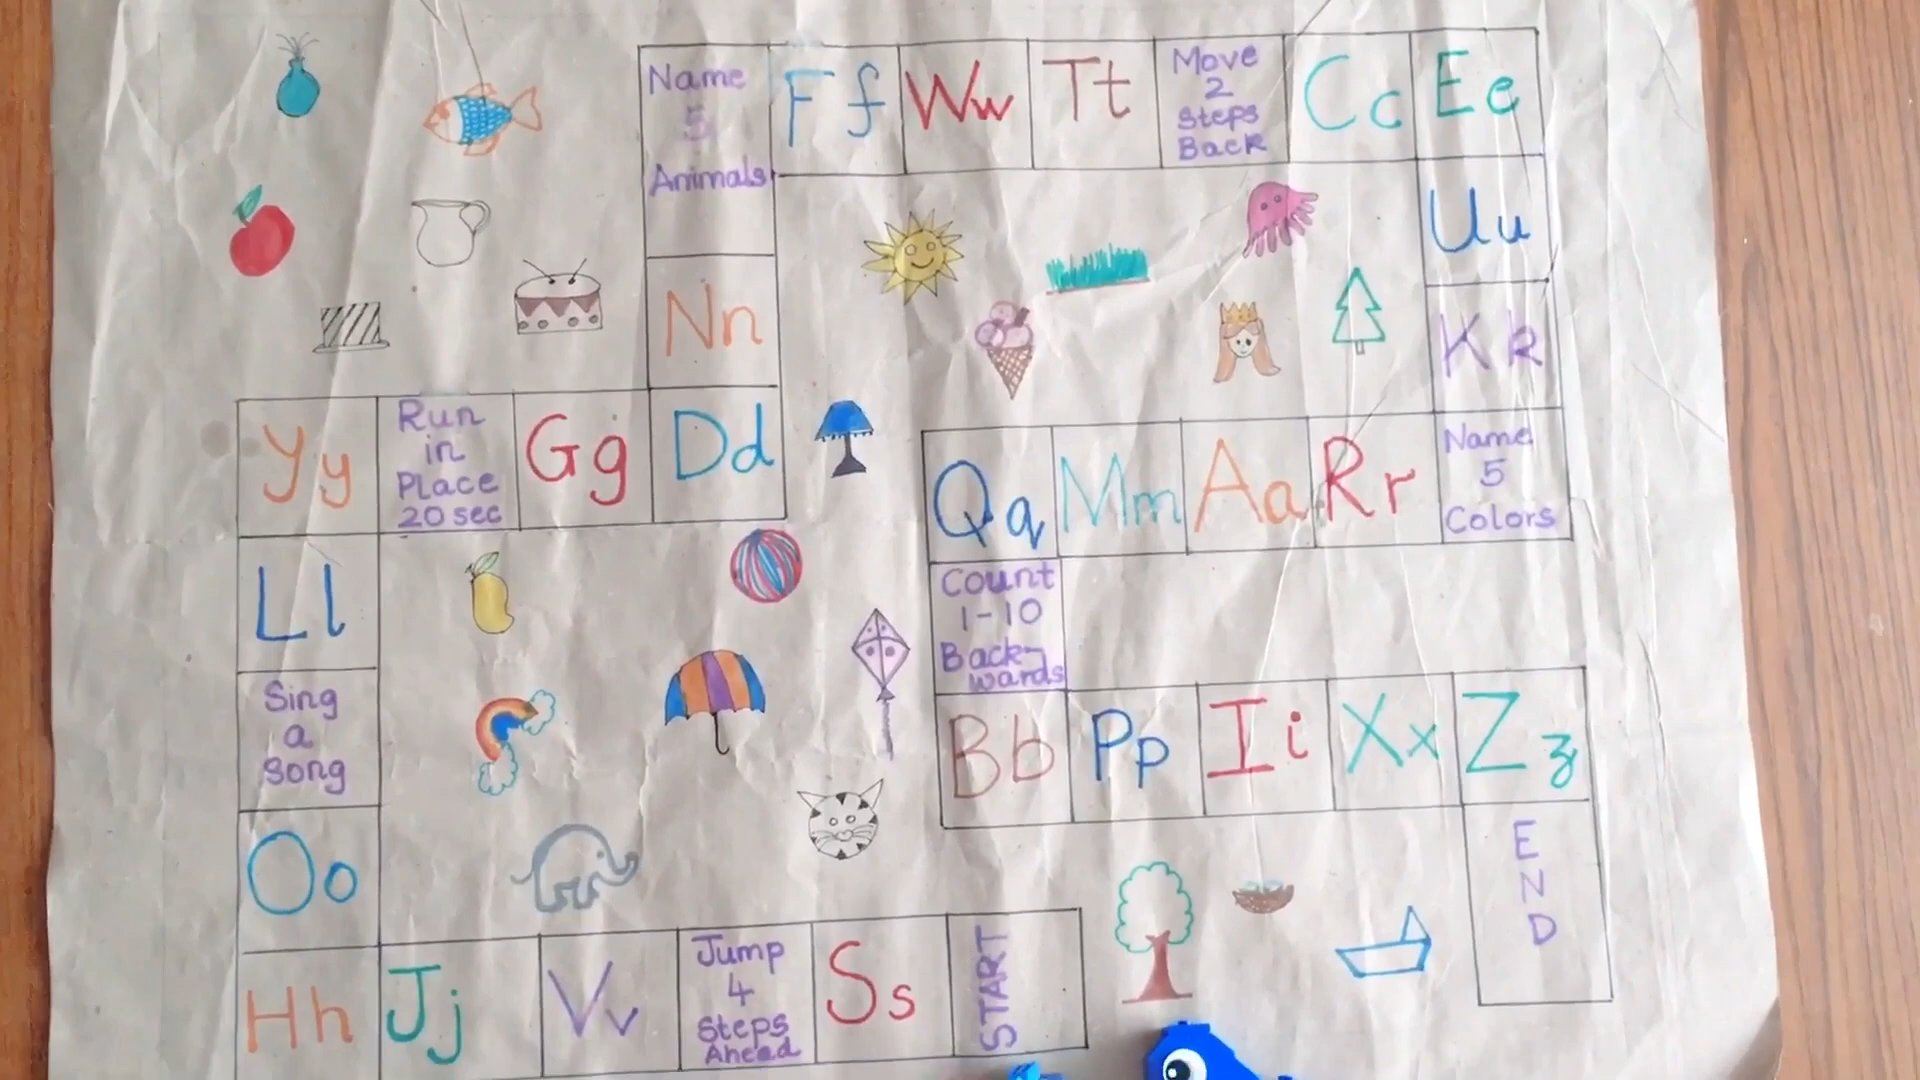 Name
5
Animals
Ff
Ww
Tt
Move
2
Steps
Back
Cc
Ee
Uu
Nn
Kk
Yy
Run
in
Place
20 sec
Gg
Dd
Qq
Mm
Aa
Rr
Name
5
Colors
Ll
Count
1-10
Back-
wards
Sing
a
Song
Bb
Pp
Ii
Xx
Zz
Oo
END
Hh
Jj
Vv
Jump
4
Steps
Ahead
Ss
START